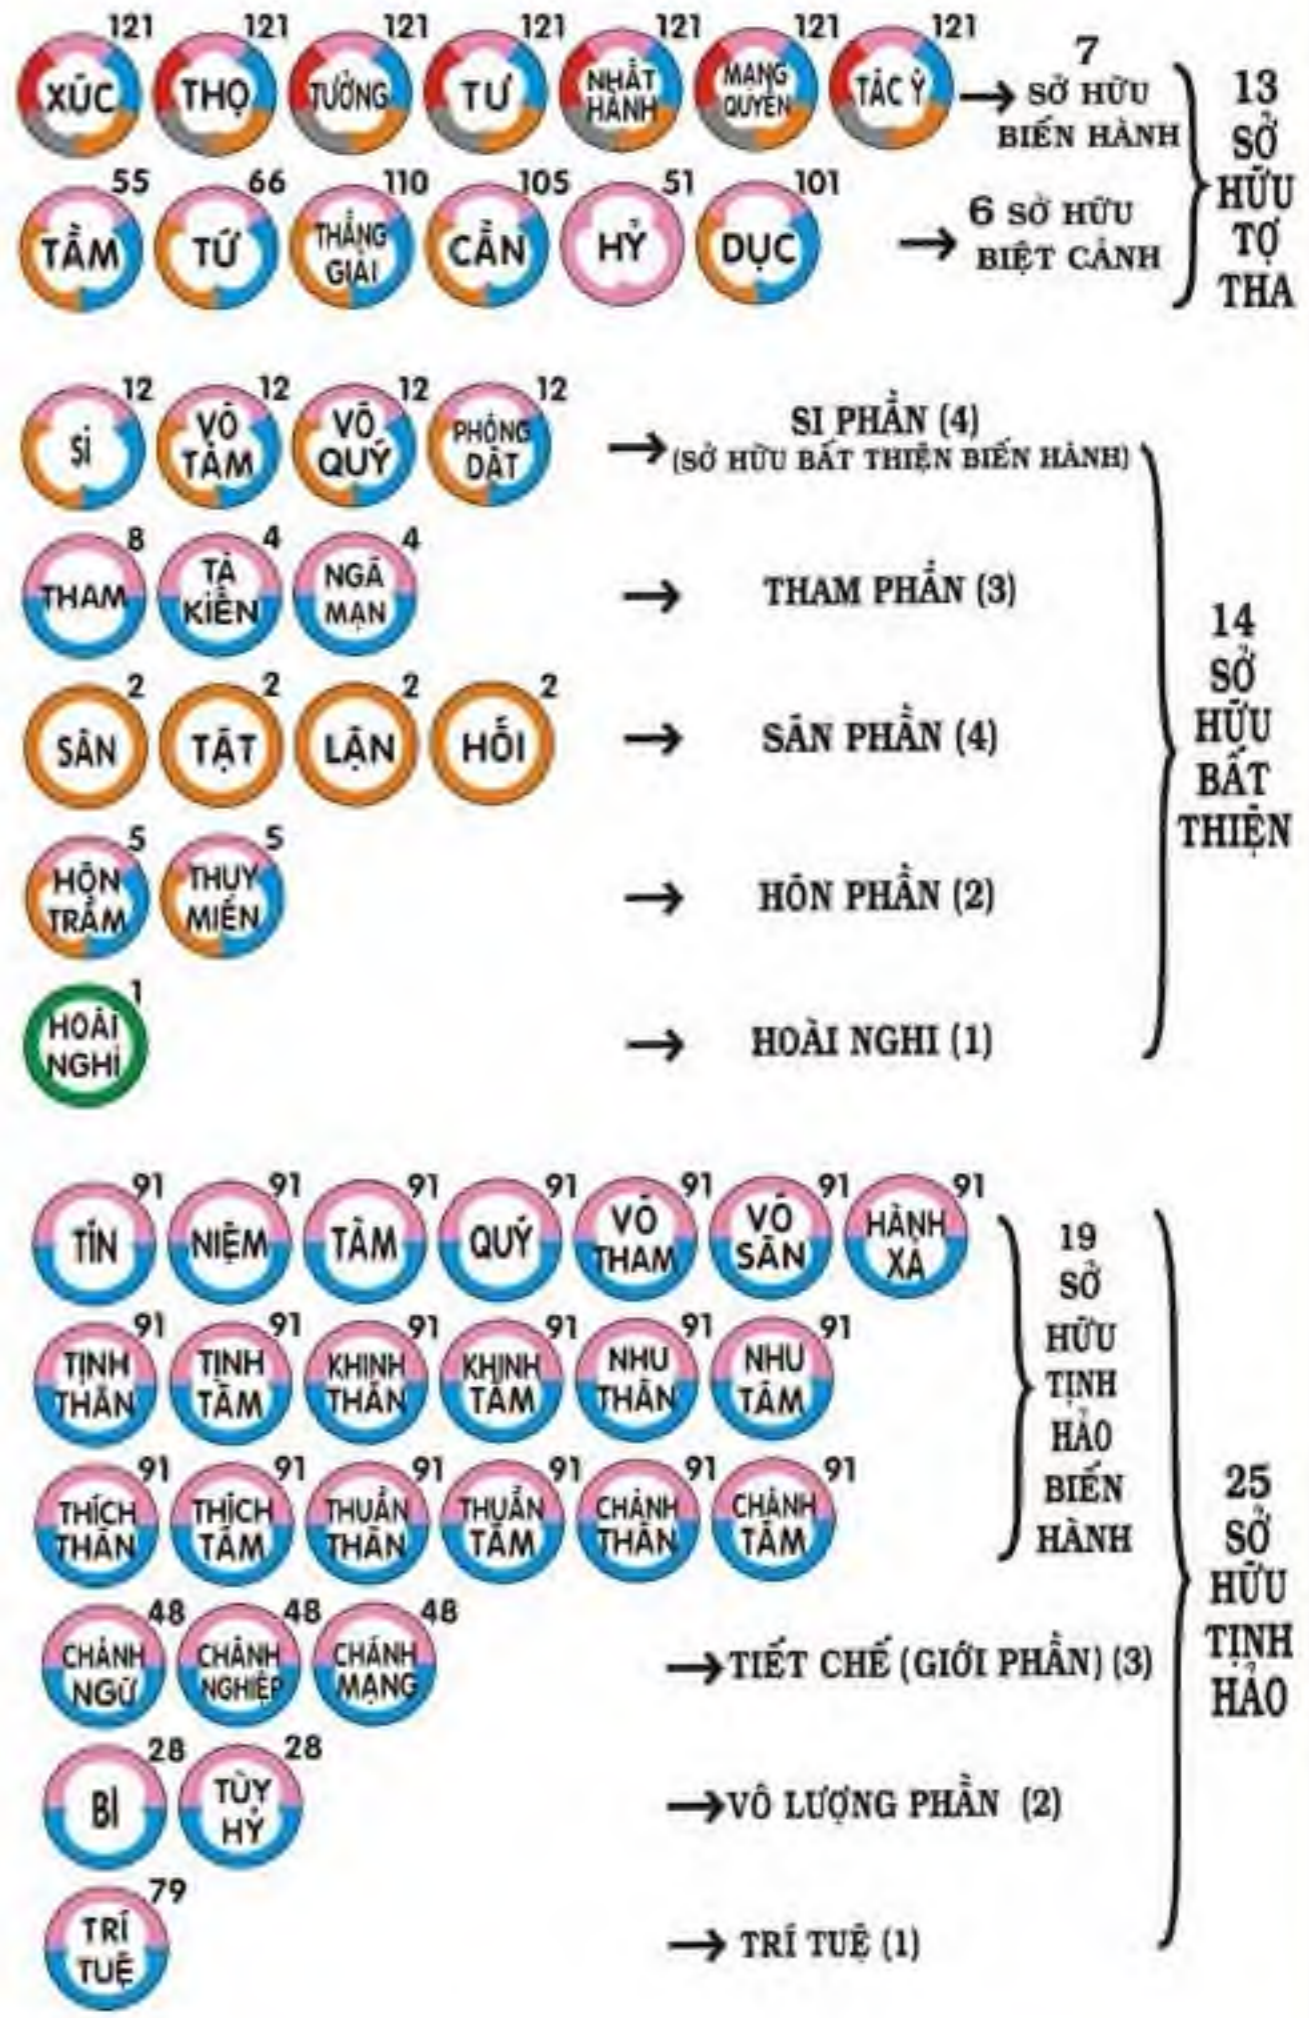 121 121 121 121 121 121 121
XÚC THỌ TƯỞNG TƯ NHẤT HÀNH MẠNG QUYỀN TÁC Ý → 7 SỞ HỮU BIẾN HÀNH
55 66 110 105 51 101
TẦM TỨ THẮNG GIẢI CẦN HỶ DỤC → 6 SỞ HỮU BIỆT CẢNH
13 SỞ HỮU TỢ THA
12 12 12 12
SI VÔ TÀM VÔ QUÝ PHÓNG DẬT → SI PHẦN (4)
(SỞ HỮU BẤT THIỆN BIẾN HÀNH)
8 4 4
THAM TÀ KIẾN NGÃ MẠN → THAM PHẦN (3)
2 2 2 2
SÂN TẬT LẬN HỐI → SÂN PHẦN (4)
5 5
HÔN TRẦM THỤY MIÊN → HÔN PHẦN (2)
1
HOÀI NGHI → HOÀI NGHI (1)
14 SỞ HỮU BẤT THIỆN
91 91 91 91 91 91 91
TÍN NIỆM TÀM QUÝ VÔ THAM VÔ SÂN HÀNH XẢ
91 91 91 91 91 91
TỊNH THÂN TỊNH TÂM KHINH THÂN KHINH TÂM NHU THÂN NHU TÂM
91 91 91 91 91 91
THÍCH THÂN THÍCH TÂM THUẦN THÂN THUẦN TÂM CHÁNH THÂN CHÁNH TÂM
19 SỞ HỮU TỊNH HẢO BIẾN HÀNH
48 48 48
CHÁNH NGỮ CHÁNH NGHIỆP CHÁNH MẠNG → TIẾT CHẾ (GIỚI PHẦN) (3)
28 28
BI TÙY HỶ → VÔ LƯỢNG PHẦN (2)
79
TRÍ TUỆ → TRÍ TUỆ (1)
25 SỞ HỮU TỊNH HẢO